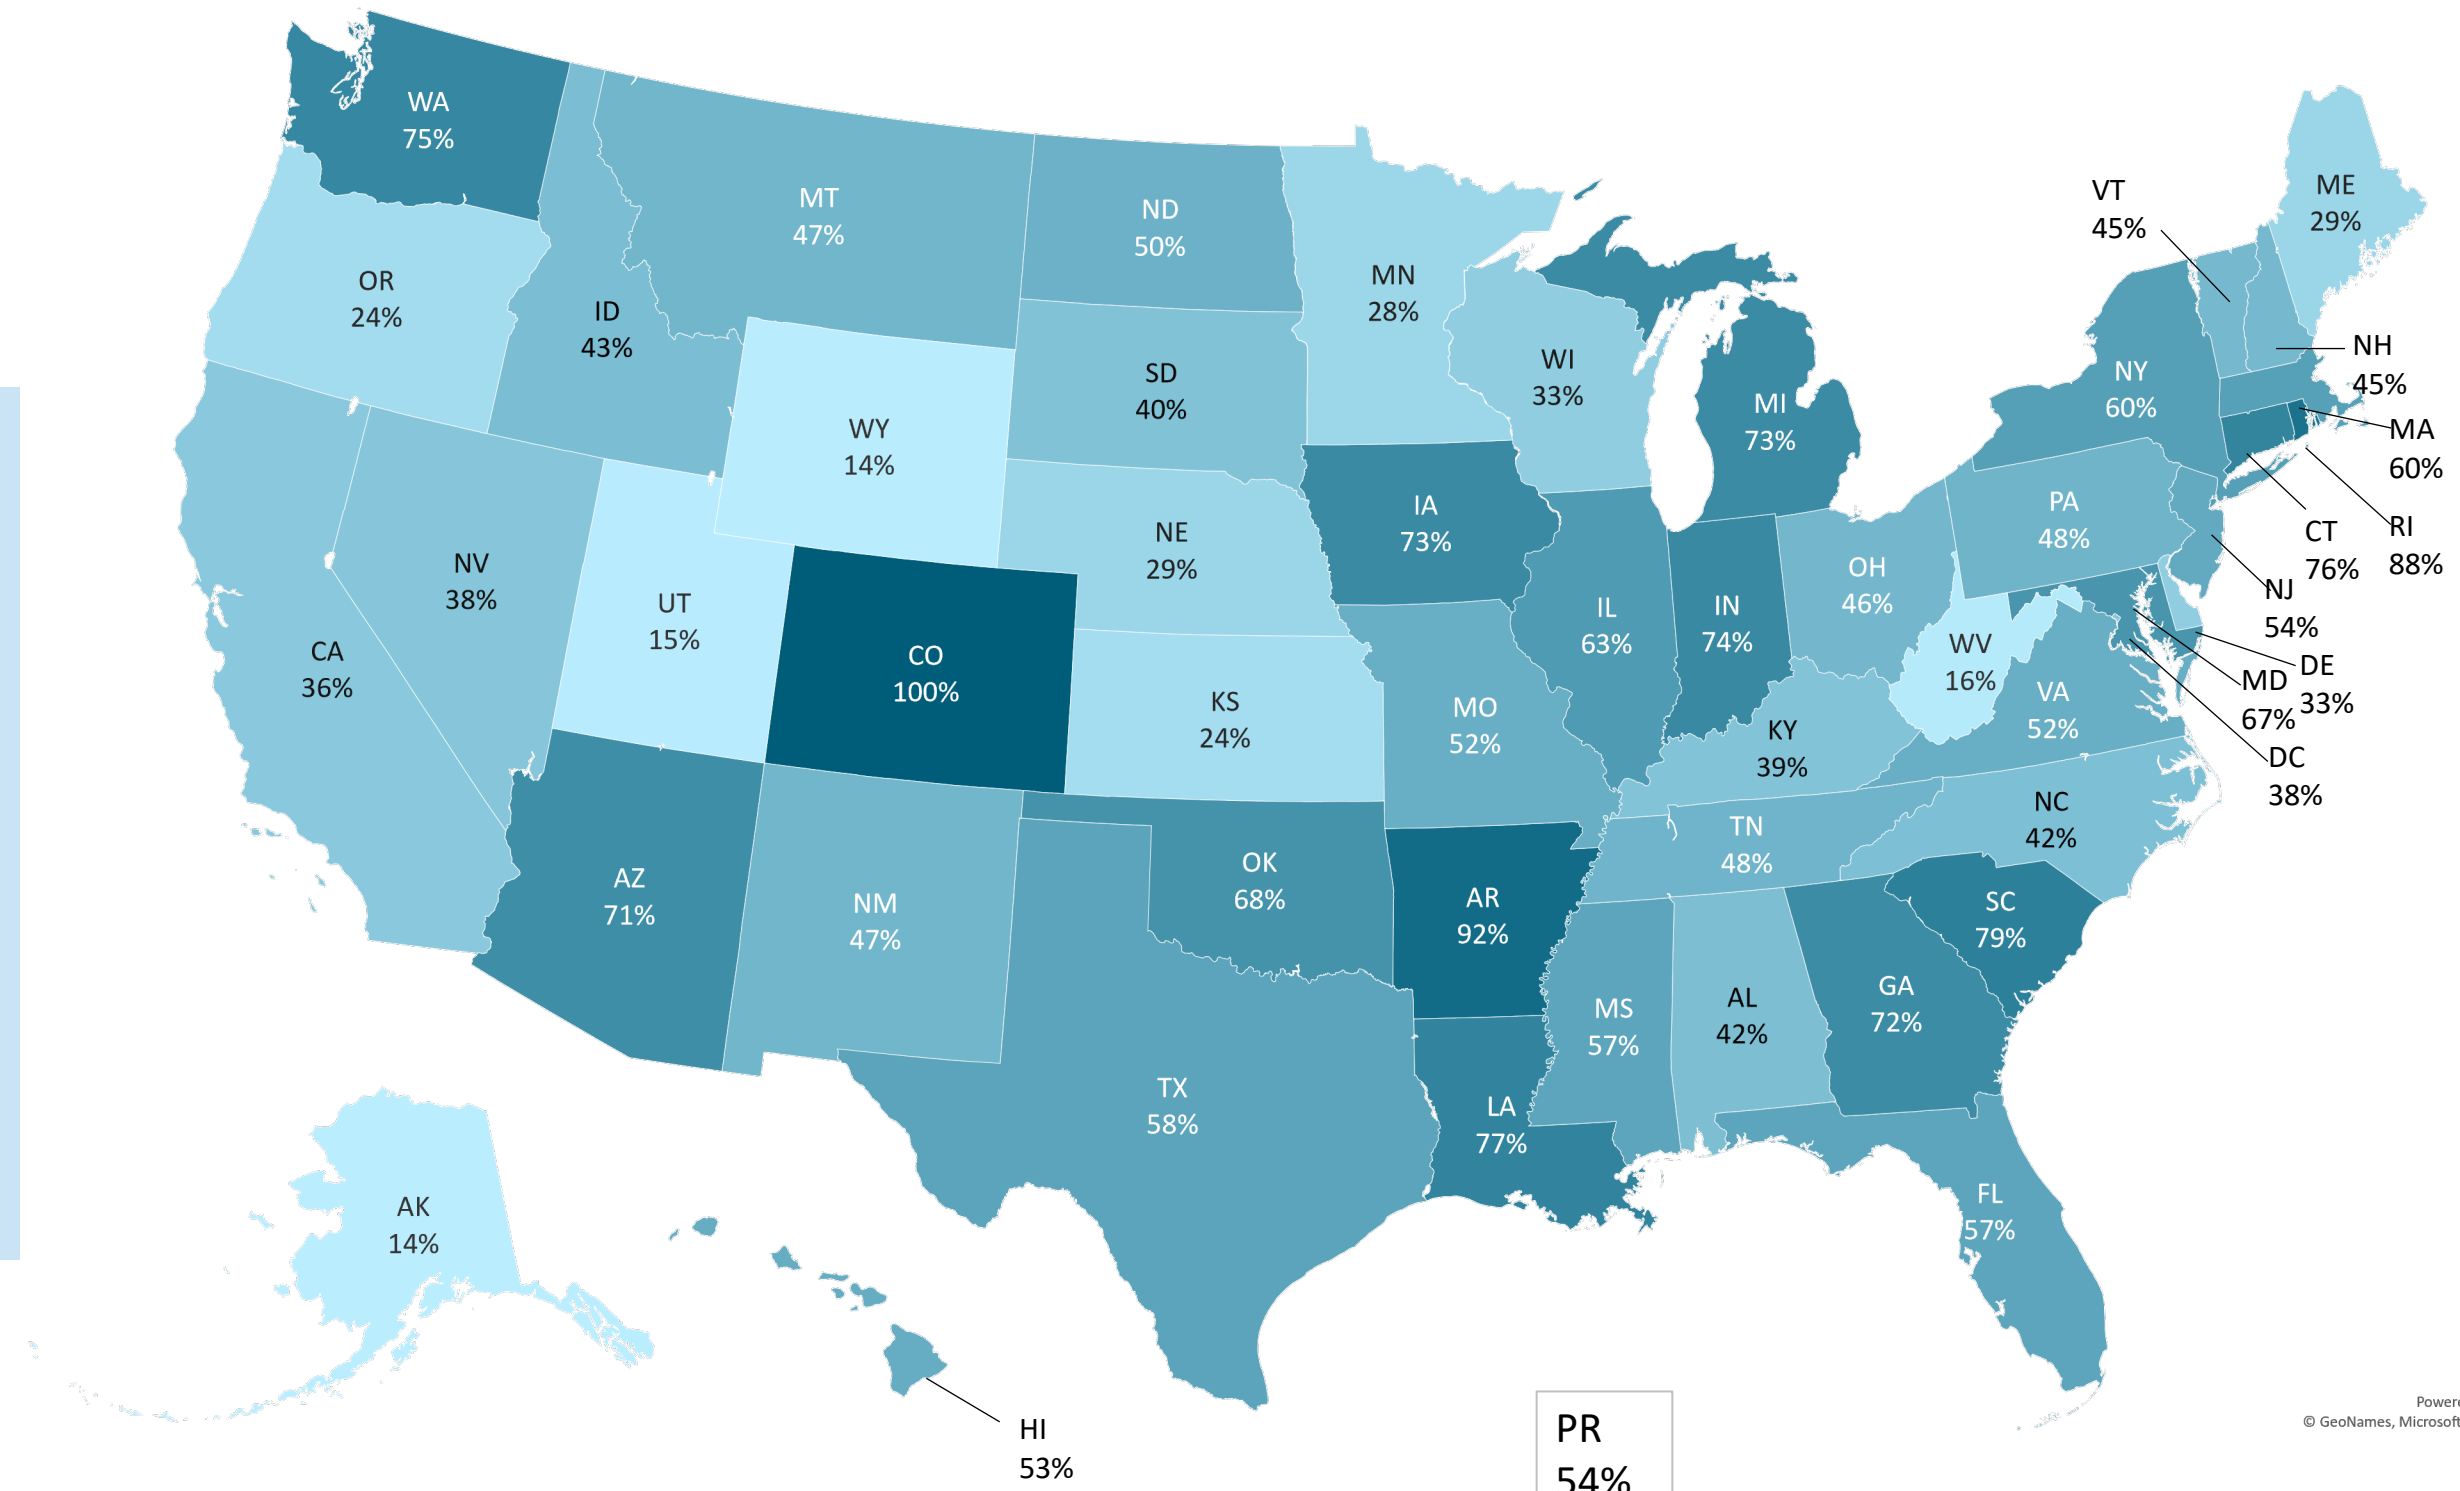 WA
75%
OR
24%
ID
43%
MT
47%
ND
50%
MN
28%
SD
40%
WI
33%
MI
73%
WY
14%
NE
29%
IA
73%
NV
38%
UT
15%
CA
36%
CO
100%
KS
24%
MO
52%
IL
63%
IN
74%
OH
46%
KY
39%
WV
16%
VA
52%
PA
48%
NY
60%
VT
45%
ME
29%
NH
45%
MA
60%
RI
88%
CT
76%
NJ
54%
DE
33%
MD
67%
DC
38%
NC
42%
TN
48%
SC
79%
GA
72%
AL
42%
MS
57%
AR
92%
LA
77%
OK
68%
TX
58%
NM
47%
AZ
71%
FL
57%
AK
14%
HI
53%
PR
54%
Powere
© GeoNames, Microsoft